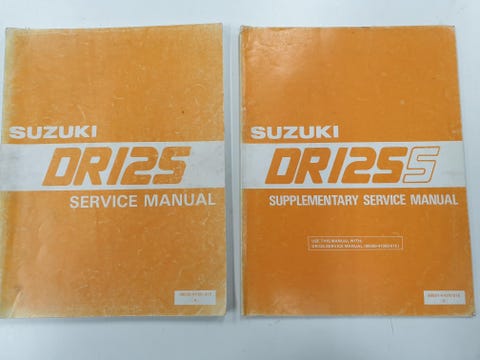 SUZUKI
DR125
SERVICE MANUAL
SUZUKI
DR125S
SUPPLEMENTARY SERVICE MANUAL
USE THIS MANUAL WITH: